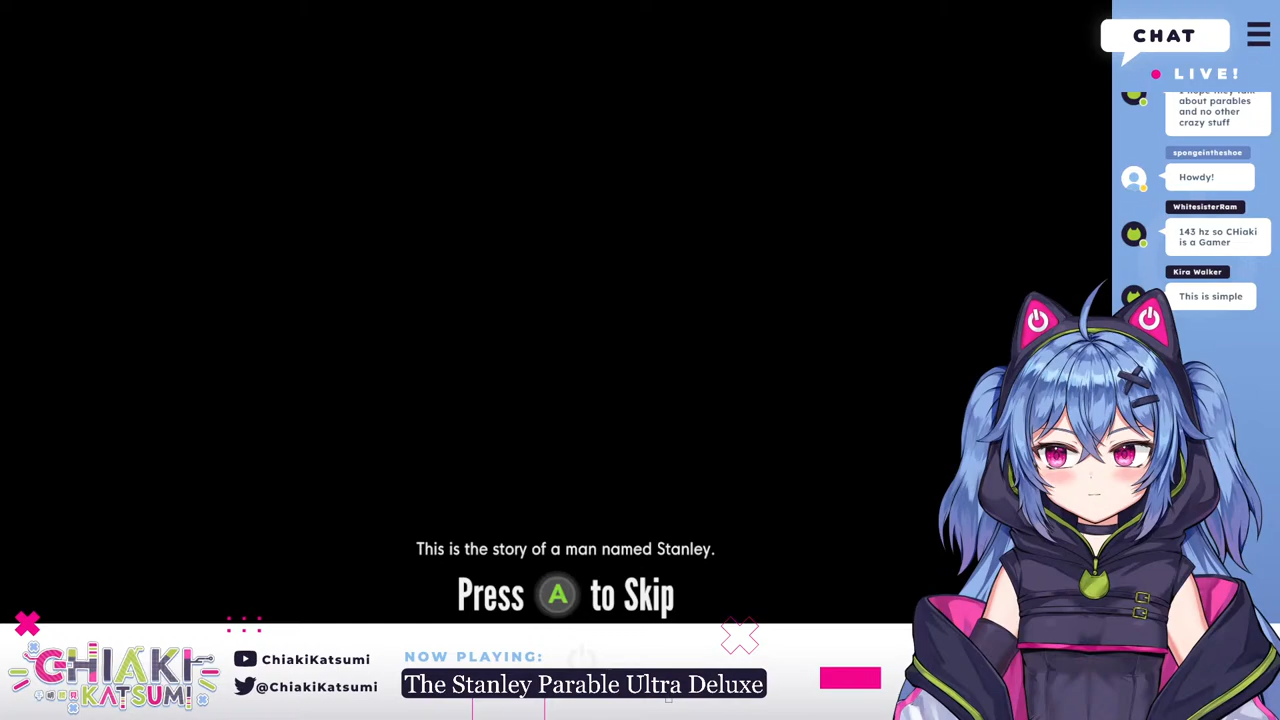 CHAT
LIVE!
about parables
and no other
crazy stuff
spongeintheshoe
Howdy!
WhitesisterRam
143 hz so CHiaki
is a Gamer
Kira Walker
This is simple
This is the story of a man named Stanley.
Press A to Skip
CHIAKI
KATSUMI
ChiakiKatsumi
@ChiakiKatsumi
NOW PLAYING:
The Stanley Parable Ultra Deluxe